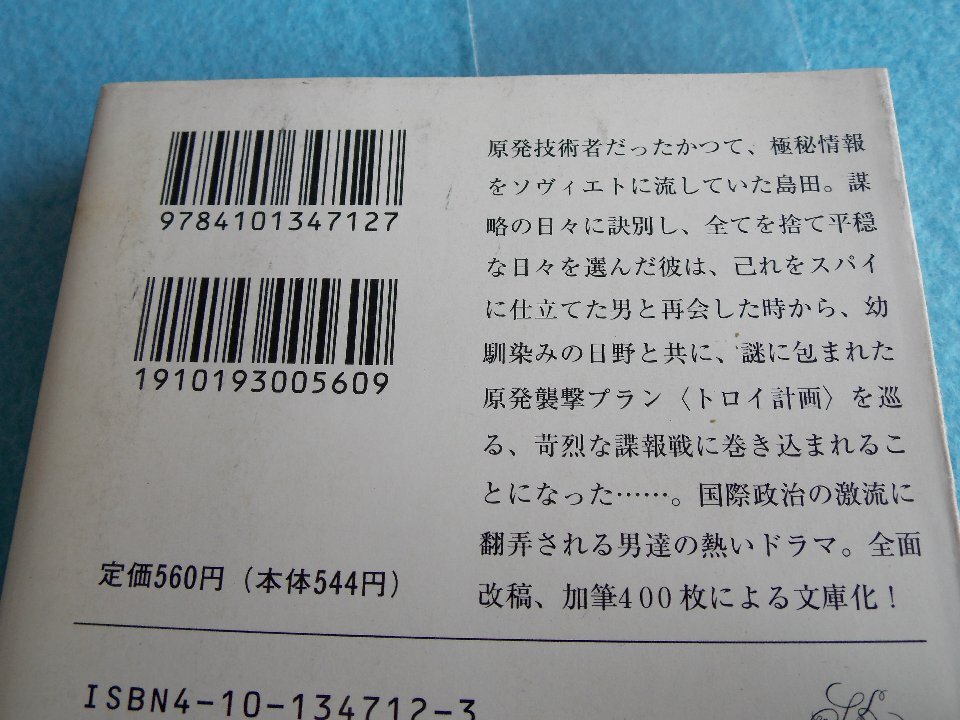 9784101347127
1910193005609
定価560円（本体544円）
原発技術者だったかつて、極秘情報
をソヴィエトに流していた島田。謀
略の日々に訣別し、全てを捨て平穏
な日々を選んだ彼は、己れをスパイ
に仕立てた男と再会した時から、幼
馴染みの日野と共に、謎に包まれた
原発襲撃プラン〈トロイ計画〉を巡
る、苛烈な諜報戦に巻き込まれるこ
とになった……。国際政治の激流に
翻弄される男達の熱いドラマ。全面
改稿、加筆400枚による文庫化！
ISBN4-10-134712-3